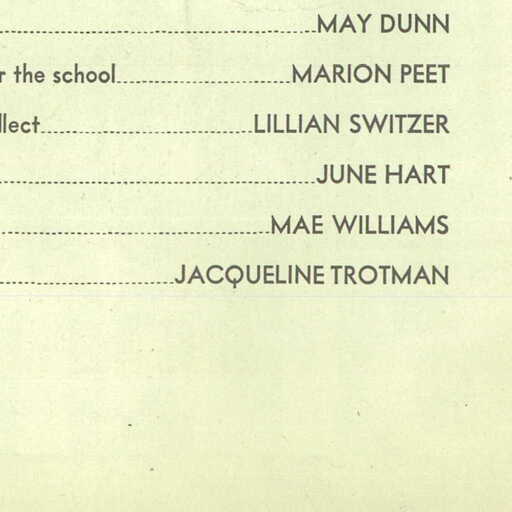 MAY DUNN
r the school MARION PEET
llect LILLIAN SWITZER
JUNE HART
MAE WILLIAMS
JACQUELINE TROTMAN